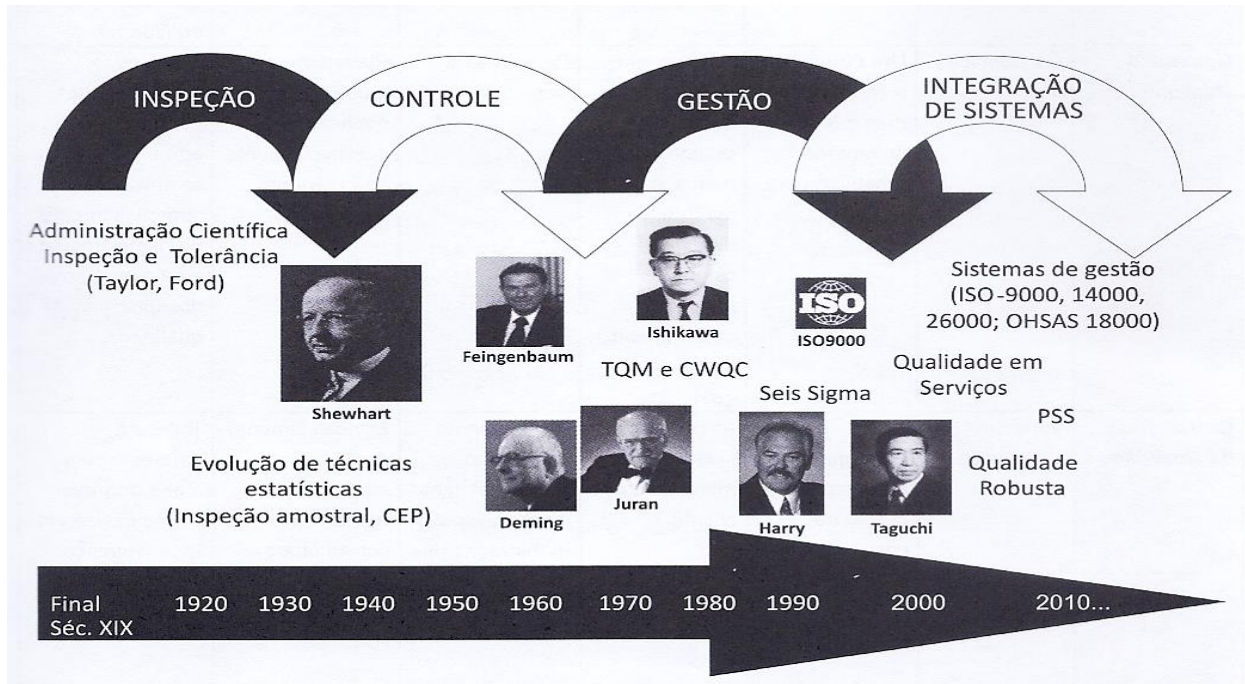 INSPEÇÃO
CONTROLE
GESTÃO
INTEGRAÇÃO
DE SISTEMAS
Administração Científica
Inspeção e Tolerância
(Taylor, Ford)
Shewhart
Feingenbaum
Ishikawa
TQM e CWQC
ISO
ISO9000
Sistemas de gestão
(ISO-9000, 14000,
26000; OHSAS 18000)
Qualidade em
Serviços
Seis Sigma
PSS
Evolução de técnicas
estatísticas
(Inspeção amostral, CEP)
Deming
Juran
Harry
Taguchi
Qualidade
Robusta
Final
Séc. XIX
1920 1930 1940 1950 1960 1970 1980 1990 2000 2010...